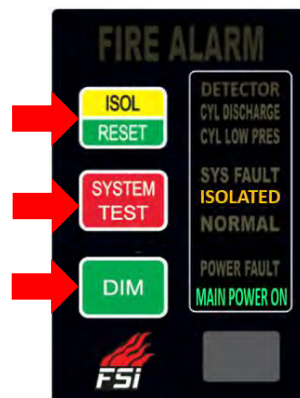 FIRE ALARM
ISOL
RESET
SYSTEM
TEST
DIM
DETECTOR
CYL DISCHARGE
CYL LOW PRES
SYS FAULT
ISOLATED
NORMAL
POWER FAULT
MAIN POWER ON
FSi